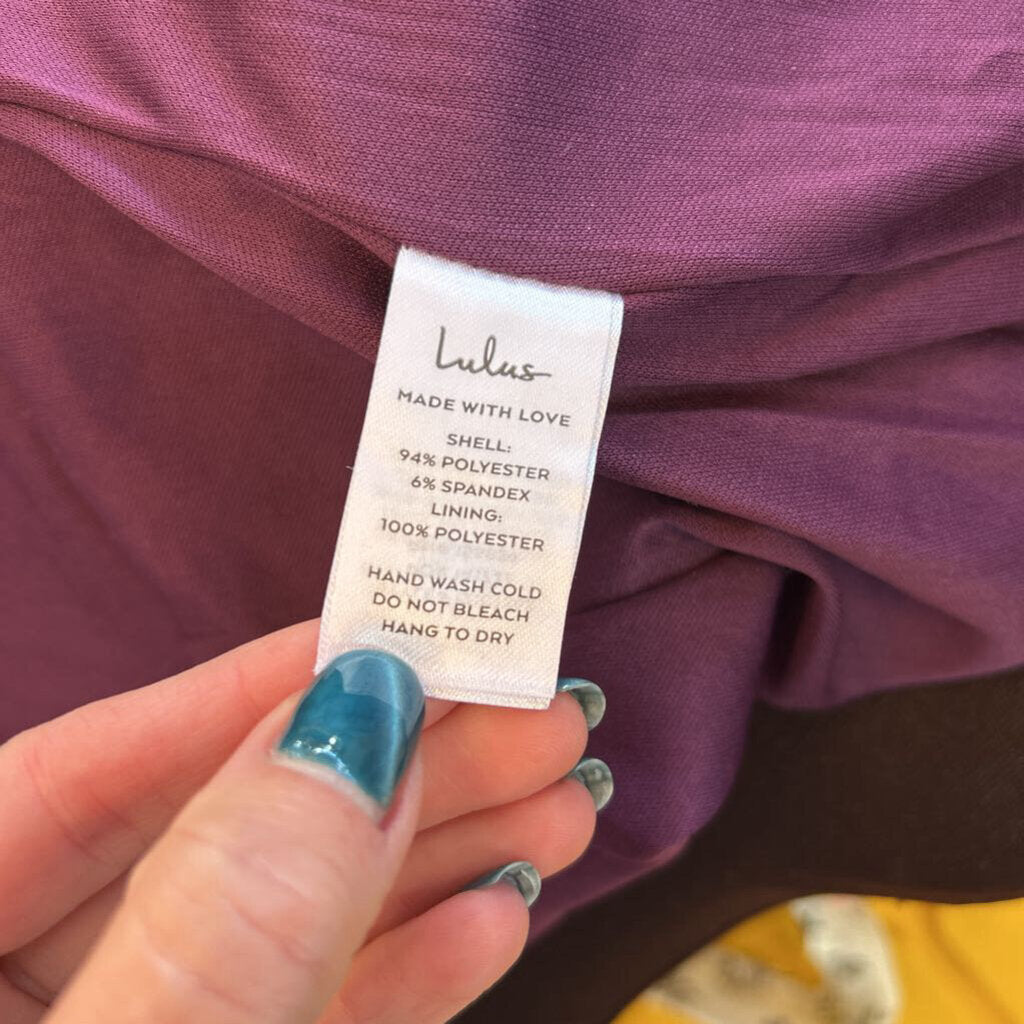 Lulus
MADE WITH LOVE
SHELL:
94% POLYESTER
6% SPANDEX
LINING:
100% POLYESTER
HAND WASH COLD
DO NOT BLEACH
HANG TO DRY